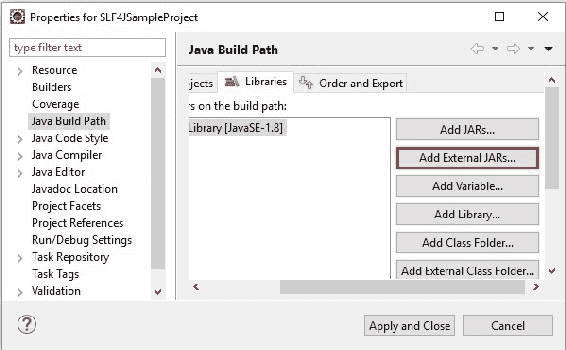 Properties for SLF4JSampleProject
type filter text
Resource
Builders
Coverage
Java Build Path
Java Code Style
Java Compiler
Java Editor
Javadoc Location
Project Facets
Project References
Run/Debug Settings
Task Repository
Task Tags
Validation
Java Build Path
jects
Libraries
Order and Export
rs on the build path:
Library [JavaSE-1.8]
Add JARs...
Add External JARs...
Add Variable...
Add Library...
Add Class Folder...
Add External Class Folder...
?
Apply and Close
Cancel